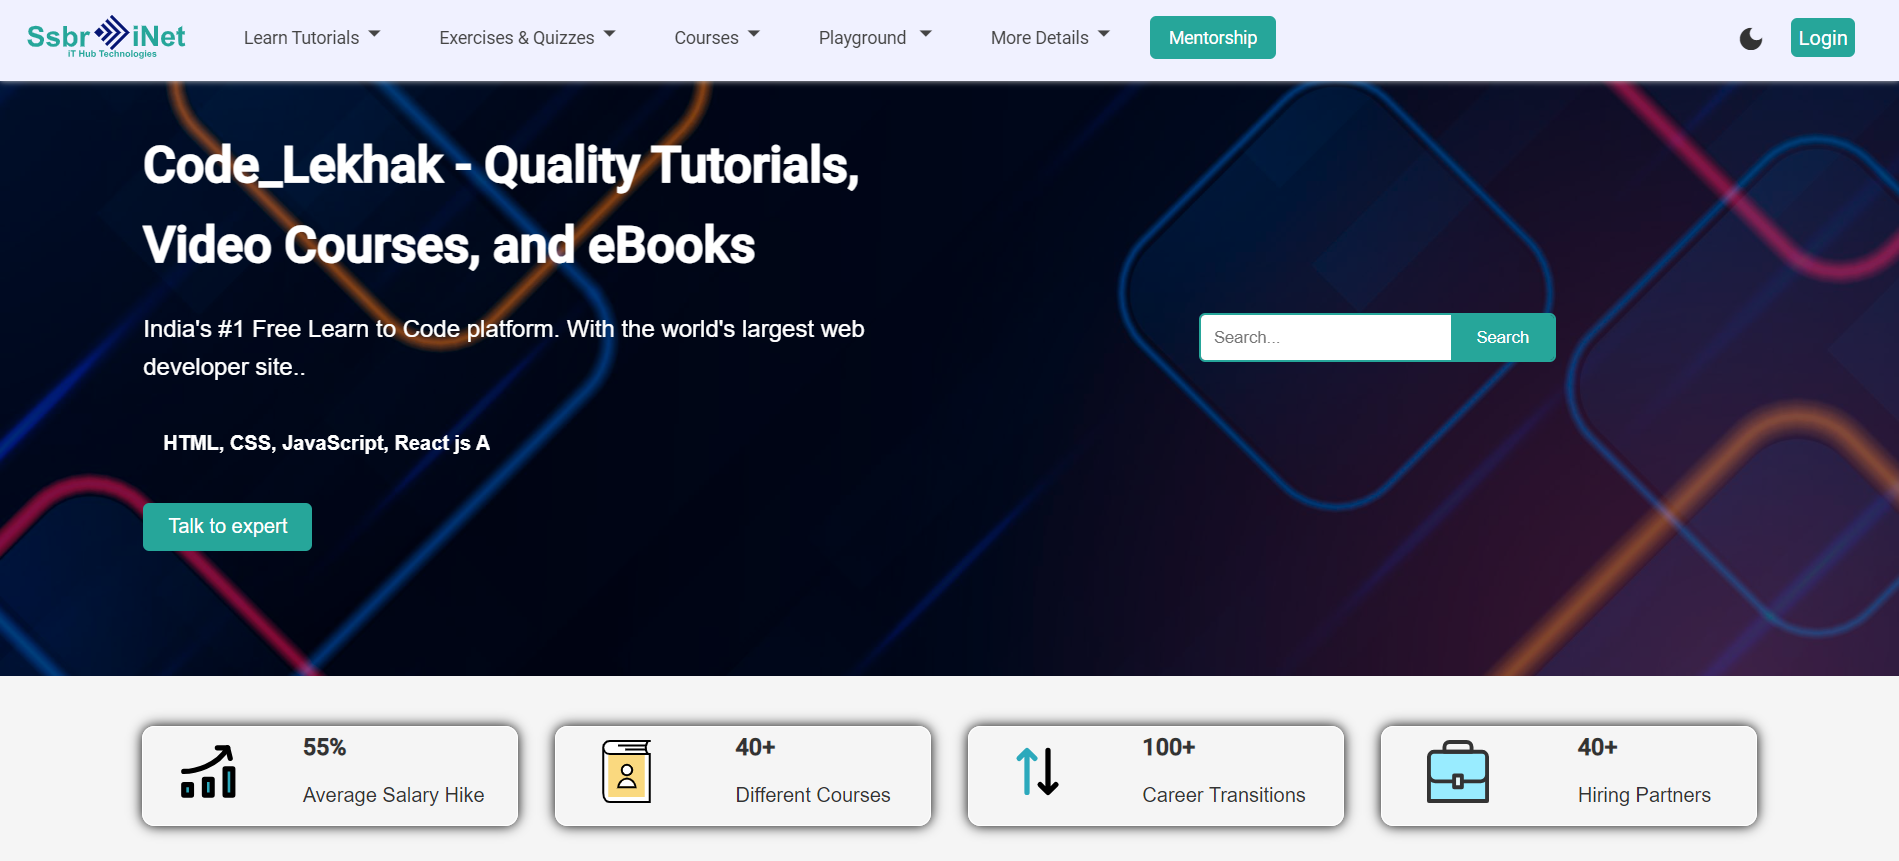 Ssbr iNet
iT Hub Technologies
Learn Tutorials
Exercises & Quizzes
Courses
Playground
More Details
Mentorship
Login
Code_Lekhak - Quality Tutorials,
Video Courses, and eBooks
India's #1 Free Learn to Code platform. With the world's largest web
developer site..
Search...
Search
HTML, CSS, JavaScript, React js A
Talk to expert
55%
Average Salary Hike
40+
Different Courses
100+
Career Transitions
40+
Hiring Partners